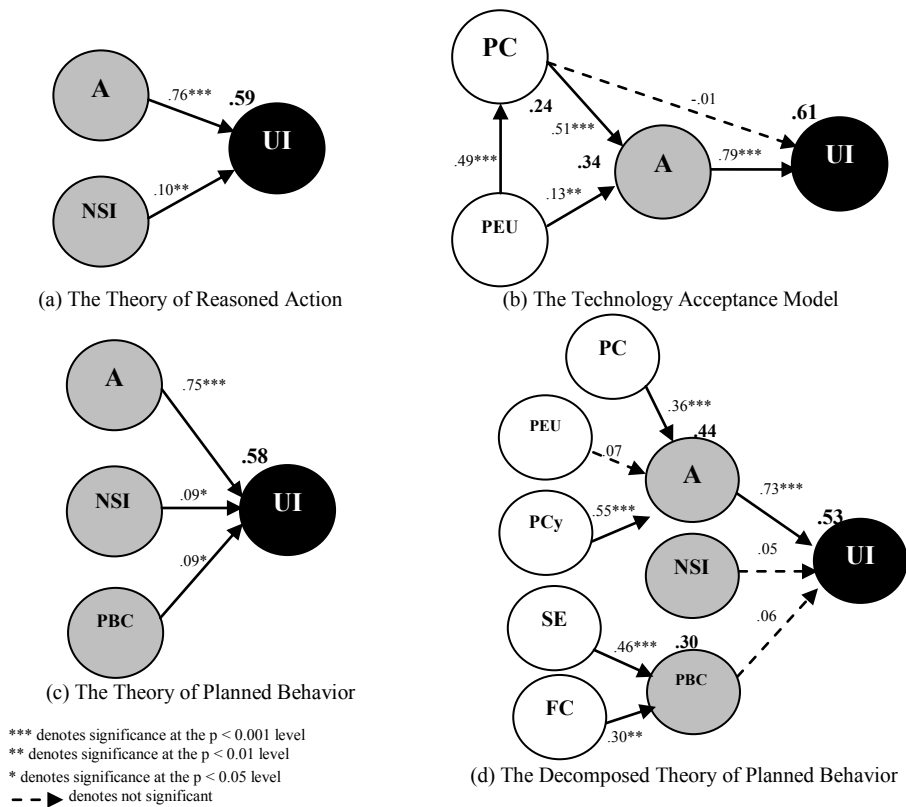 A
.76***
.59
UI
NSI
.10**
(a) The Theory of Reasoned Action
PC
.24
-.01
.51***
.61
UI
.49***
.34
A
.79***
PEU
.13**
(b) The Technology Acceptance Model
A
.75***
.58
UI
NSI
.09*
PBC
.09*
(c) The Theory of Planned Behavior
PC
.36***
PEU
.07
.44
A
.73***
PCy
.55***
.53
UI
NSI
.05
SE
.46***
.30
PBC
.06
FC
.30**
(d) The Decomposed Theory of Planned Behavior
*** denotes significance at the p < 0.001 level
** denotes significance at the p < 0.01 level
* denotes significance at the p < 0.05 level
denotes not significant